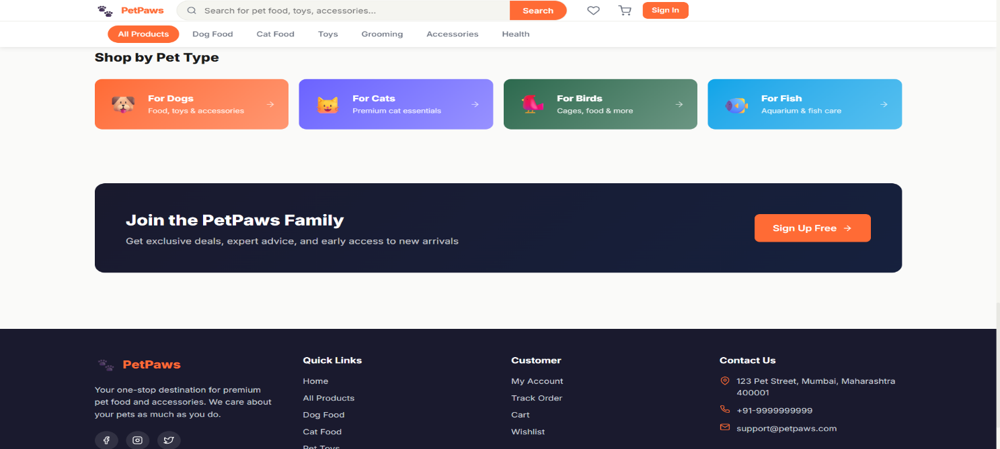 PetPaws
Search for pet food, toys, accessories...
Search
Sign In
All Products
Dog Food
Cat Food
Toys
Grooming
Accessories
Health
Shop by Pet Type
For Dogs
Food, toys & accessories
For Cats
Premium cat essentials
For Birds
Cages, food & more
For Fish
Aquarium & fish care
Join the PetPaws Family
Get exclusive deals, expert advice, and early access to new arrivals
Sign Up Free
PetPaws
Your one-stop destination for premium
pet food and accessories. We care about
your pets as much as you do.
Quick Links
Home
All Products
Dog Food
Cat Food
Pet Toys
Customer
My Account
Track Order
Cart
Wishlist
Contact Us
123 Pet Street, Mumbai, Maharashtra
400001
+91-9999999999
support@petpaws.com